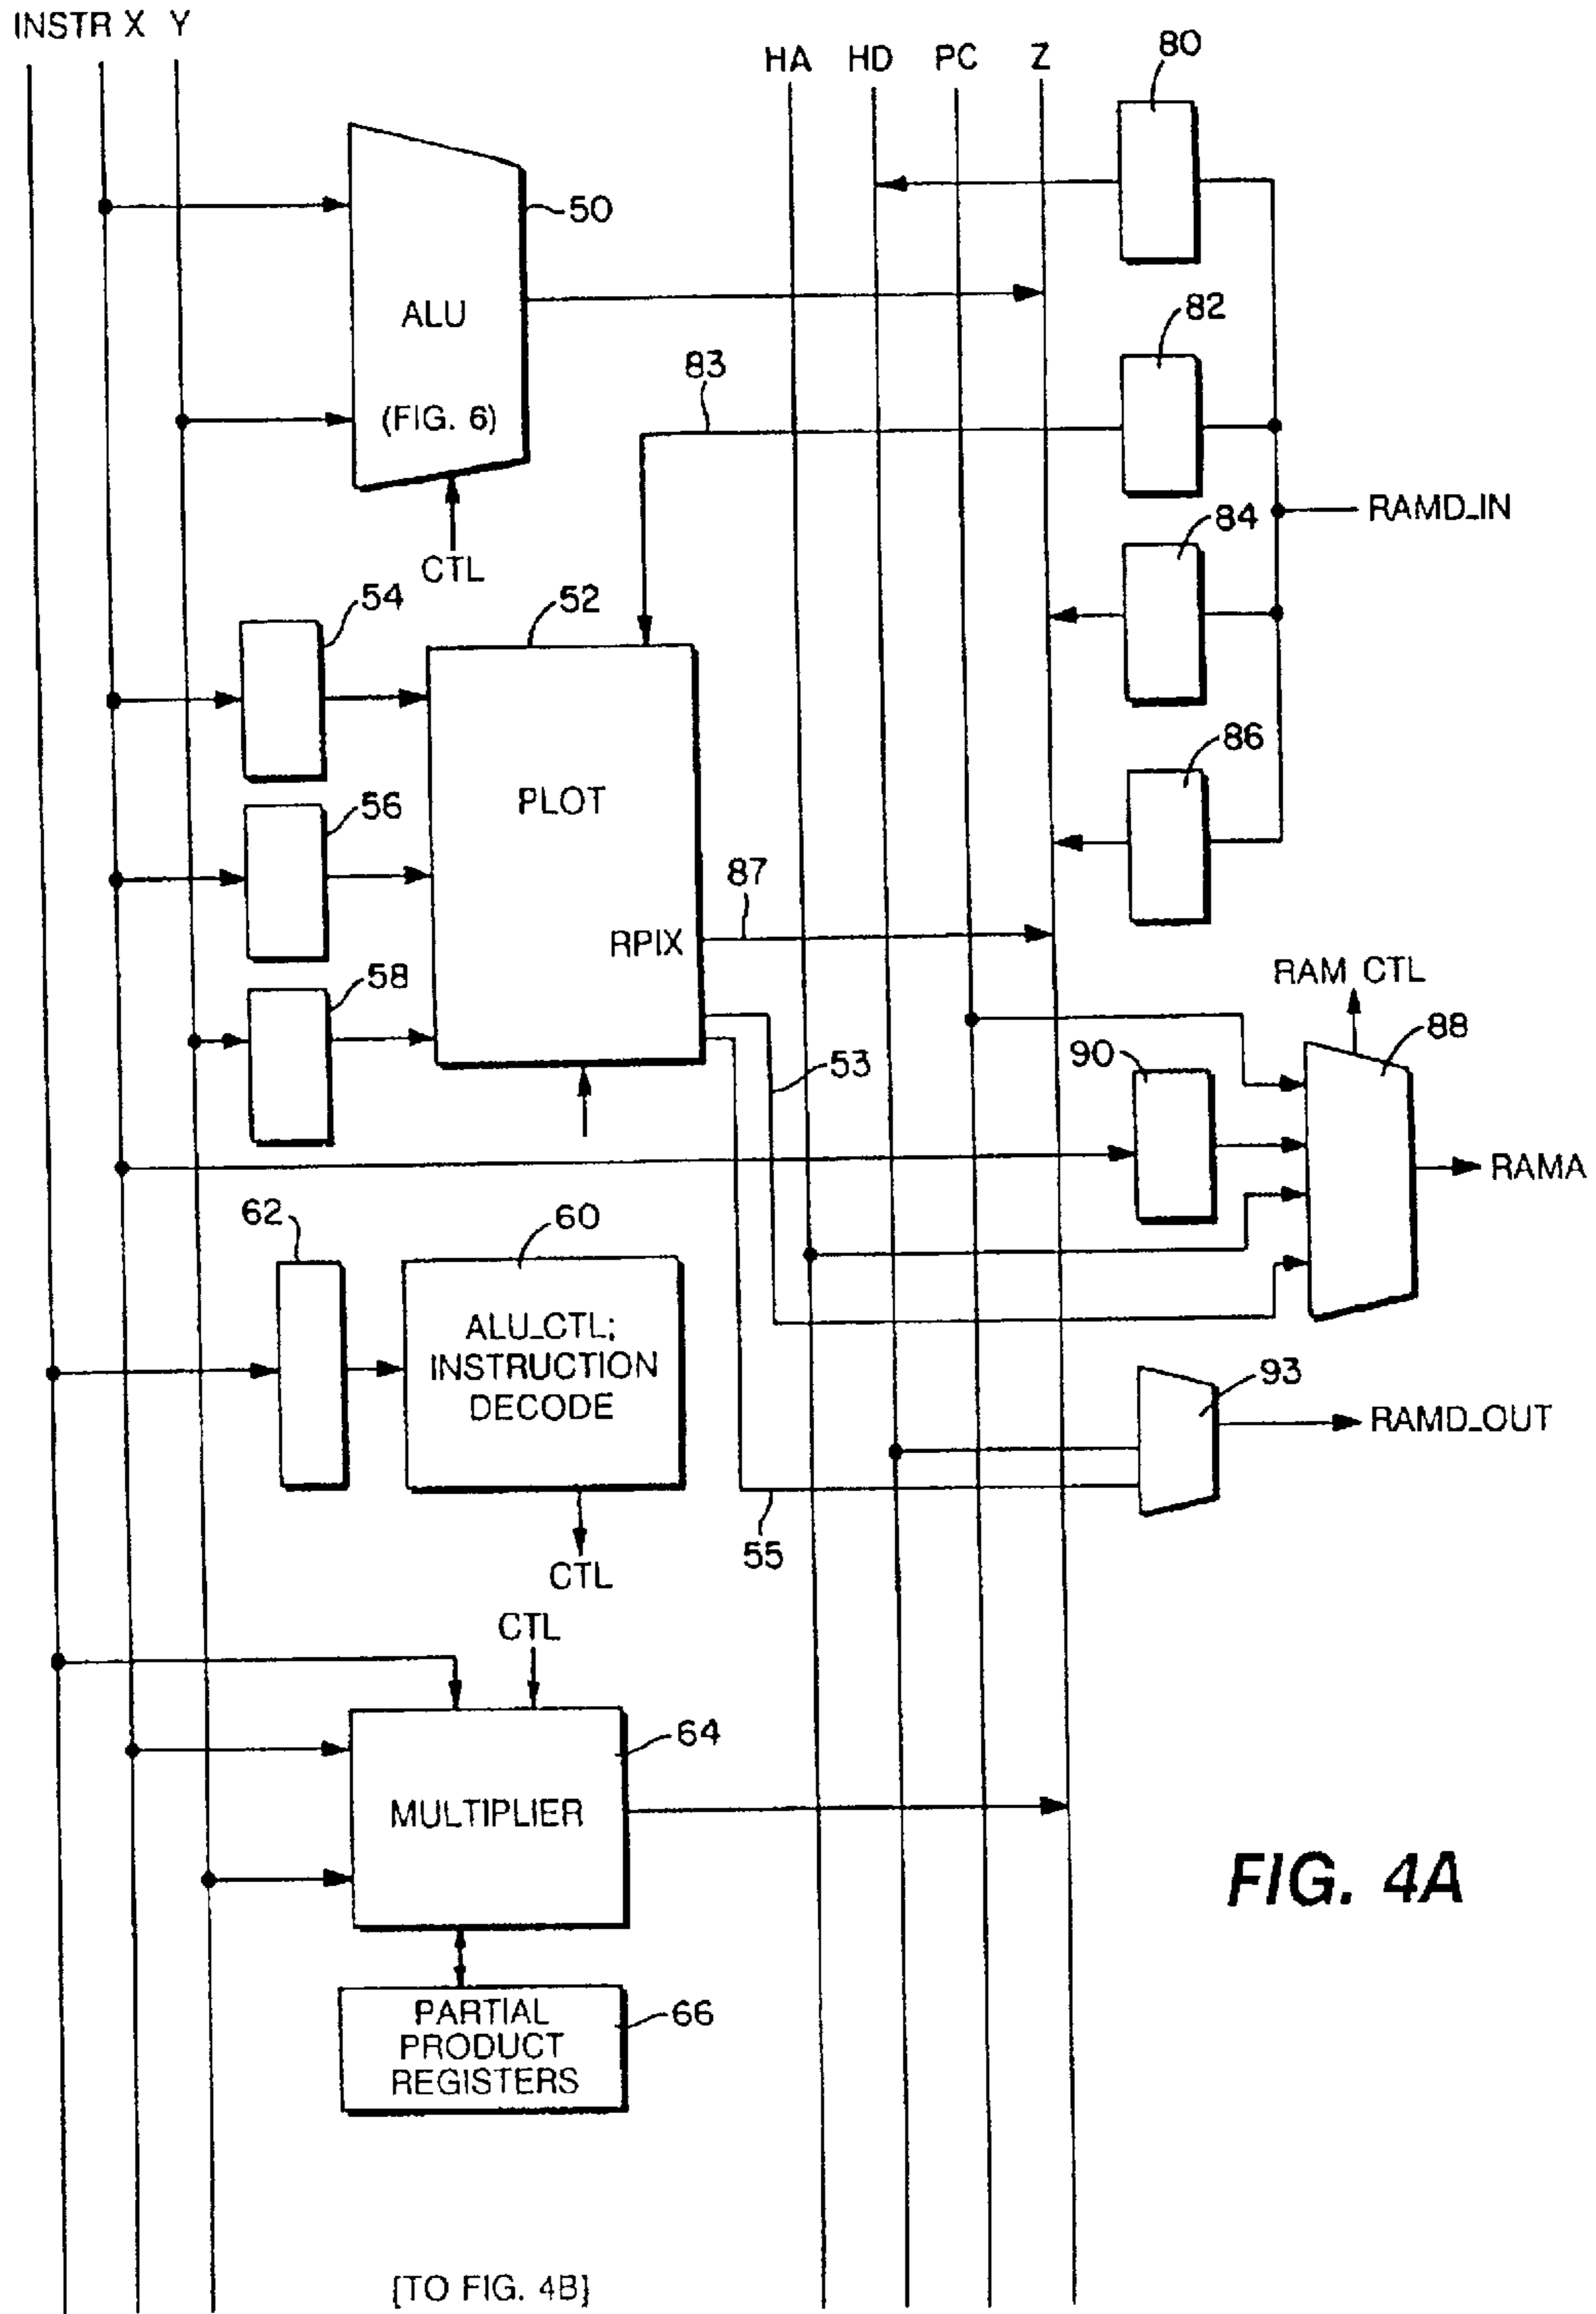 INSTR X Y
HA HD PC Z
80
50
ALU
(FIG. 6)
82
83
CTL
RAMD_IN
84
54
52
56
PLOT
86
87
RPIX
58
RAM CTL
88
53
90
RAMA
62
60
ALU_CTL;
INSTRUCTION
DECODE
93
RAMD_OUT
55
CTL
CTL
64
MULTIPLIER
FIG. 4A
66
PARTIAL
PRODUCT
REGISTERS
[TO FIG. 4B]